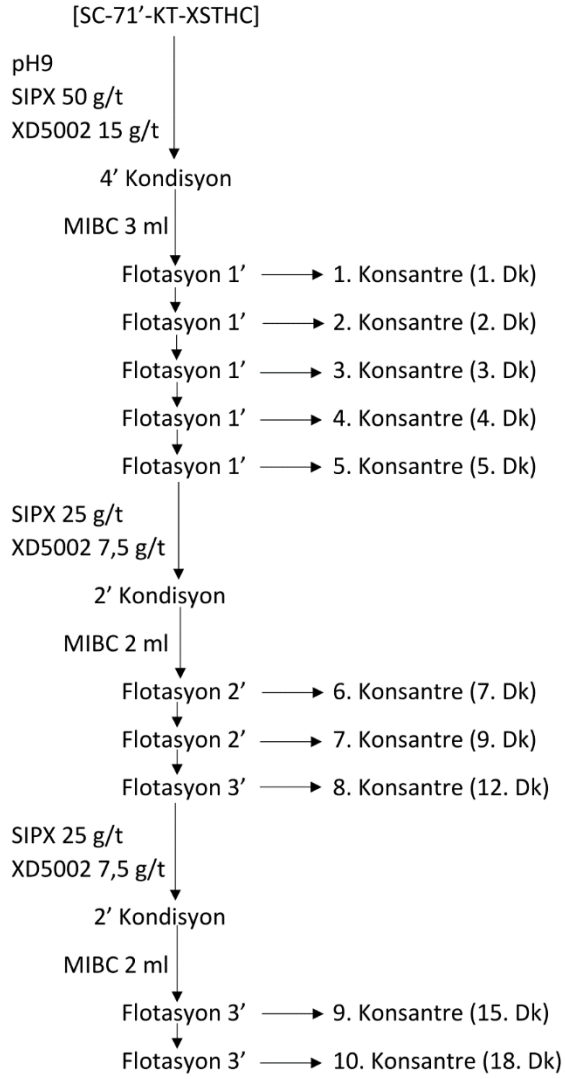 [SC-71’-KT-XSTHC]
pH9
SIPX 50 g/t
XD5002 15 g/t
4’ Kondisyon
MIBC 3 ml
Flotasyon 1’ 1. Konsantre (1. Dk)
Flotasyon 1’ 2. Konsantre (2. Dk)
Flotasyon 1’ 3. Konsantre (3. Dk)
Flotasyon 1’ 4. Konsantre (4. Dk)
Flotasyon 1’ 5. Konsantre (5. Dk)
SIPX 25 g/t
XD5002 7,5 g/t
2’ Kondisyon
MIBC 2 ml
Flotasyon 2’ 6. Konsantre (7. Dk)
Flotasyon 2’ 7. Konsantre (9. Dk)
Flotasyon 3’ 8. Konsantre (12. Dk)
SIPX 25 g/t
XD5002 7,5 g/t
2’ Kondisyon
MIBC 2 ml
Flotasyon 3’ 9. Konsantre (15. Dk)
Flotasyon 3’ 10. Konsantre (18. Dk)